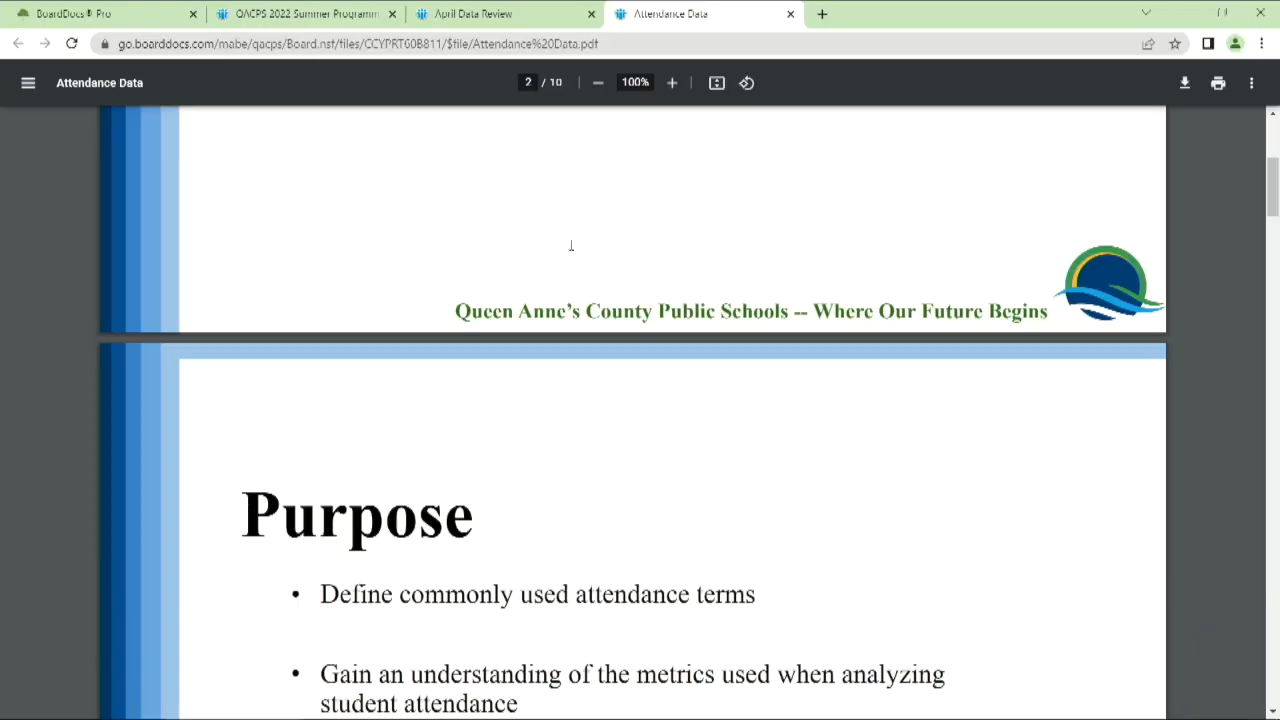 BoardDocs® Pro
QACPS 2022 Summer Programm
April Data Review
Attendance Data
go.boarddocs.com/mabe/qacps/Board.nsf/files/CCYPRT60B811/$file/Attendance%20Data.pdf
Attendance Data
2 / 10
100%
Queen Anne's County Public Schools -- Where Our Future Begins
Purpose
• Define commonly used attendance terms
• Gain an understanding of the metrics used when analyzing
student attendance